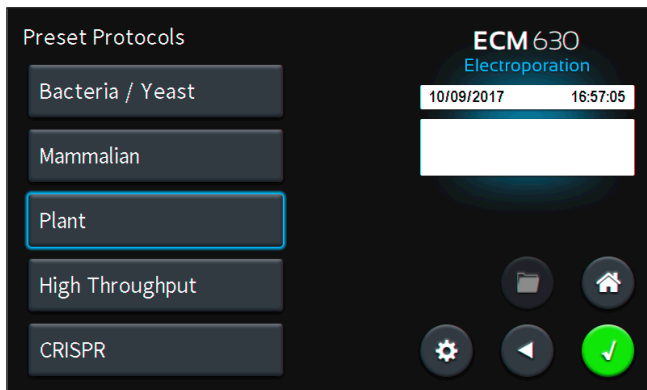 Preset Protocols
Bacteria / Yeast
Mammalian
Plant
High Throughput
CRISPR
ECM 630
Electroporation
10/09/2017 16:57:05